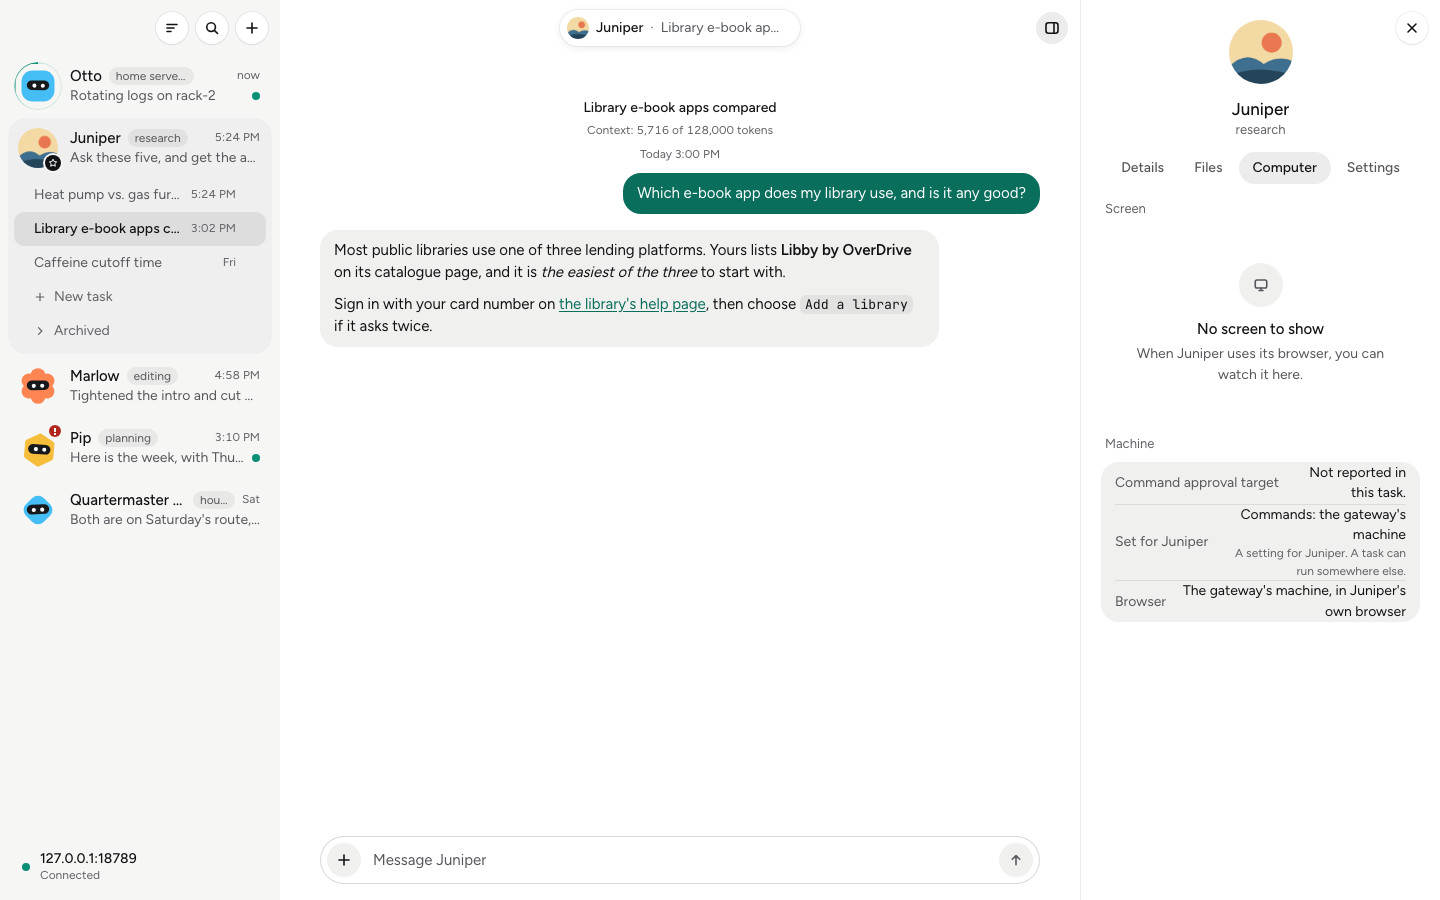 Otto home serve... now
Rotating logs on rack-2
Juniper research 5:24 PM
Ask these five, and get the a...
Heat pump vs. gas fur... 5:24 PM
Library e-book apps c... 3:02 PM
Caffeine cutoff time Fri
New task
Archived
Marlow editing 4:58 PM
Tightened the intro and cut ...
Pip planning 3:10 PM
Here is the week, with Thu...
Quartermaster ... hou... Sat
Both are on Saturday's route,...
127.0.0.1:18789
Connected
Juniper · Library e-book ap...
Library e-book apps compared
Context: 5,716 of 128,000 tokens
Today 3:00 PM
Which e-book app does my library use, and is it any good?
Most public libraries use one of three lending platforms. Yours lists Libby by OverDrive
on its catalogue page, and it is the easiest of the three to start with.
Sign in with your card number on the library's help page, then choose Add a library
if it asks twice.
Message Juniper
Juniper
research
Details Files Computer Settings
Screen
No screen to show
When Juniper uses its browser, you can
watch it here.
Machine
Command approval target Not reported in
this task.
Set for Juniper Commands: the gateway's
machine
A setting for Juniper. A task can
run somewhere else.
Browser The gateway's machine, in Juniper's
own browser